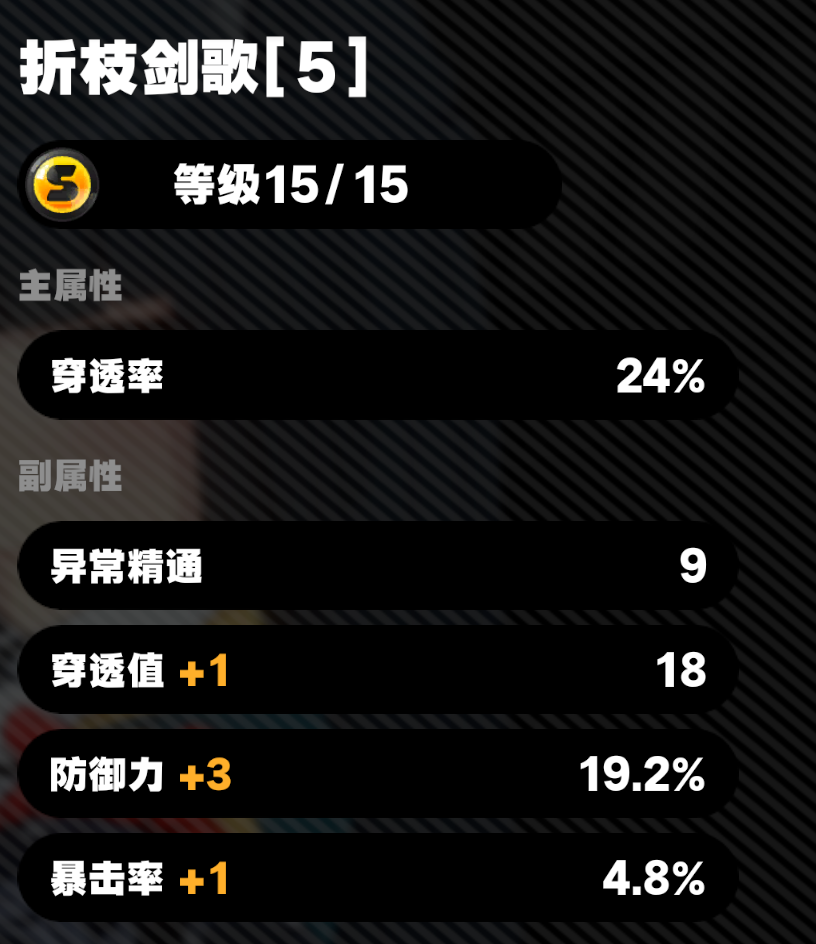 折枝剑歌[5]
S 等级15/15
主属性
穿透率 24%
副属性
异常精通 9
穿透值 +1 18
防御力 +3 19.2%
暴击率 +1 4.8%